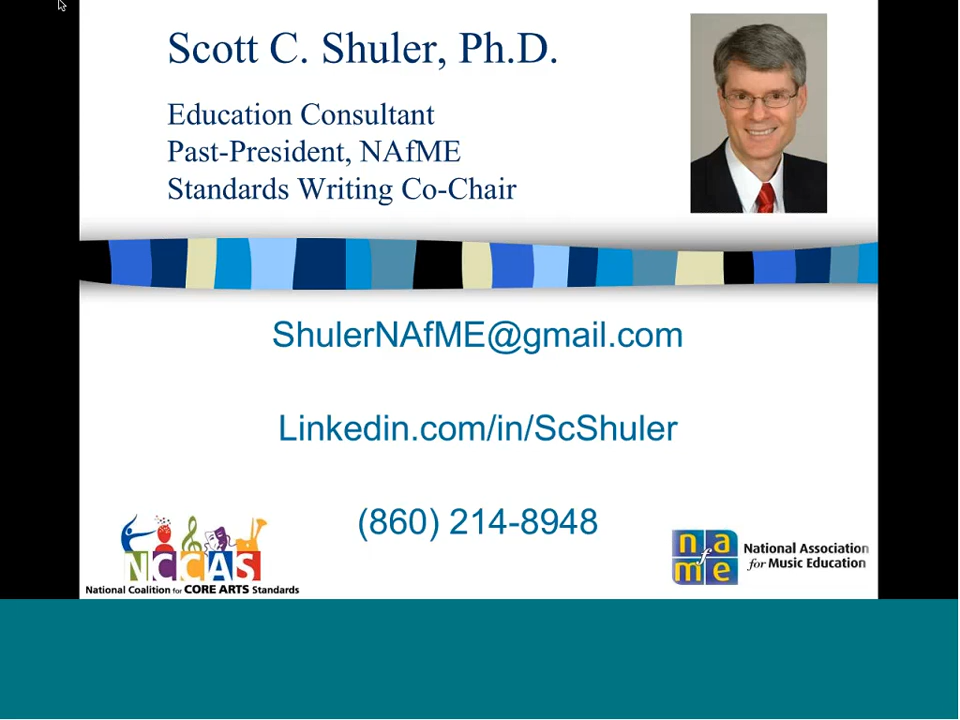 Scott C. Shuler, Ph.D.
Education Consultant
Past-President, NAfME
Standards Writing Co-Chair
ShulerNAfME@gmail.com
Linkedin.com/in/ScShuler
(860) 214-8948
NCCAS
National Coalition for CORE ARTS Standards
nafme
National Association
for Music Education